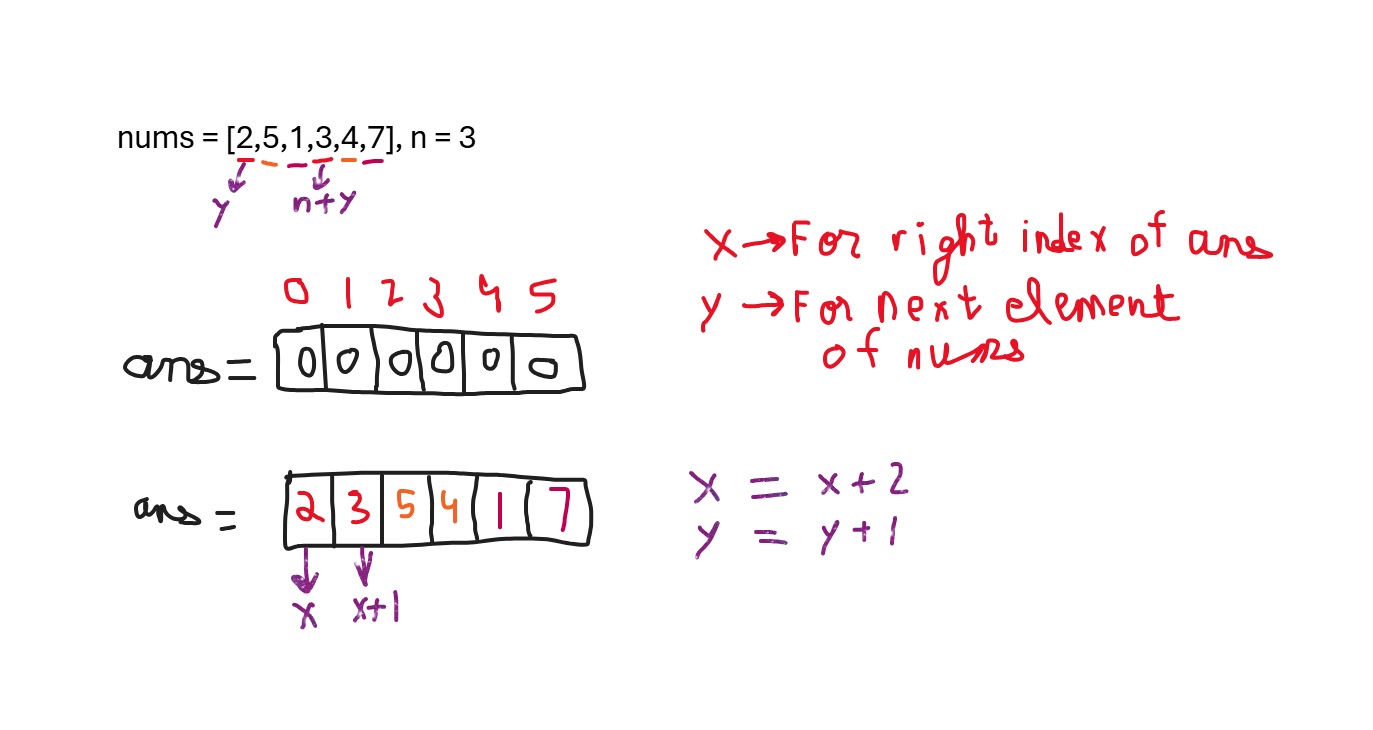 nums = [2,5,1,3,4,7], n = 3
y n+y
x → For right index of ans
y → For next element
of nums
0 1 2 3 4 5
ans = 0 0 0 0 0 0
ans = 2 3 5 4 1 7
x x+1
x = x+2
y = y+1